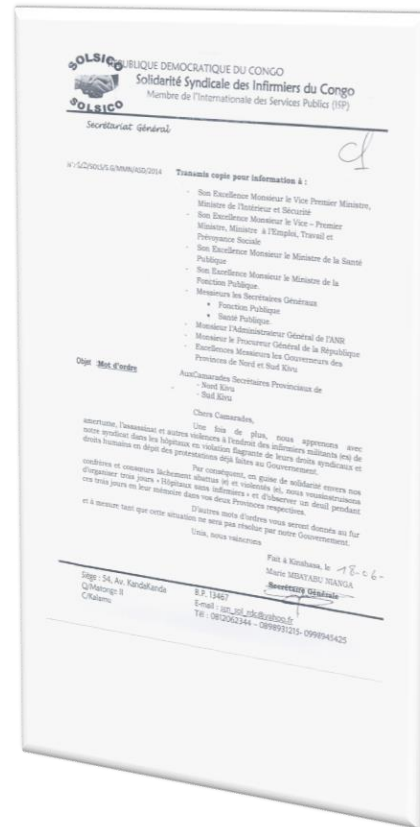 SOLSICO
REPUBLIQUE DEMOCRATIQUE DU CONGO
Solidarité Syndicale des Infirmiers du Congo
Membre de l'Internationale des Services Publics (ISP)
SOLSICO
Secrétariat Général
Transmis copie pour information à :
- Son Excellence Monsieur le Vice Premier Ministre,
Ministre de l'Intérieur et Sécurité
- Son Excellence Monsieur le Vice – Premier
Ministre, Ministre à l'Emploi, Travail et
Prévoyance Sociale
- Son Excellence Monsieur le Ministre de la Santé
Publique
- Son Excellence Monsieur le Ministre de la
Fonction Publique.
- Messieurs les Secrétaires Généraux
• Fonction Publique
• Santé Publique.
- Monsieur l'Administrateur Général de l'ANR
- Monsieur le Procureur Général de la République
- Excellences Messieurs les Gouverneurs des
Provinces de Nord et Sud Kivu
Objet : Mot d'ordre
AuxCamarades Secrétaires Provinciaux de
- Nord Kivu
- Sud Kivu
Chers Camarades,
Une fois de plus, nous apprenons avec
amertume, l'assassinat et autres violences à l'endroit des infirmiers militants (es) de
notre syndicat dans les hôpitaux en violation flagrante de leurs droits syndicaux et
droits humains en dépit des protestations déjà faites au Gouvernement.
Par conséquent, en guise de solidarité envers nos
confrères et consœurs lâchement abattus (e) et violentés (e), nous vousinstruisons
d'organiser trois jours « Hôpitaux sans infirmiers » et d'observer un deuil pendant
ces trois jours en leur mémoire dans vos deux Provinces respectives.
D'autres mots d'ordres vous seront donnés au fur
et à mesure tant que cette situation ne sera pas résolue par notre Gouvernement.
Unis, nous vaincrons
Fait à Kinshasa, le 18-06-
Marie MBAYABU NIANGA
Secrétaire Générale
Siège : 54, Av. KandaKanda
Q/Matonge II
C/Kalamu
B.P. 13467
E-mail : ssn_sol_rdc@yahoo.fr
Tél : 0812062344 – 0898931215- 0998945425